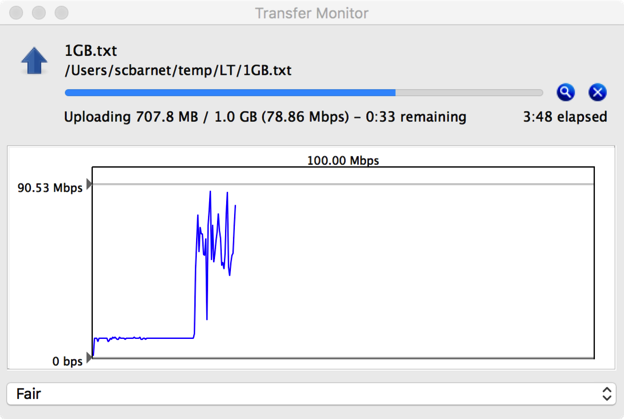 Transfer Monitor
1GB.txt
/Users/scbarnet/temp/LT/1GB.txt
Uploading 707.8 MB / 1.0 GB (78.86 Mbps) – 0:33 remaining
3:48 elapsed
100.00 Mbps
90.53 Mbps
0 bps
Fair